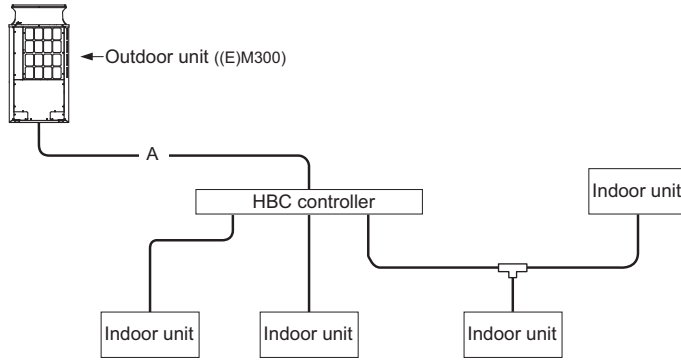 Outdoor unit ((E)M300)
A
HBC controller
Indoor unit
Indoor unit
Indoor unit
Indoor unit